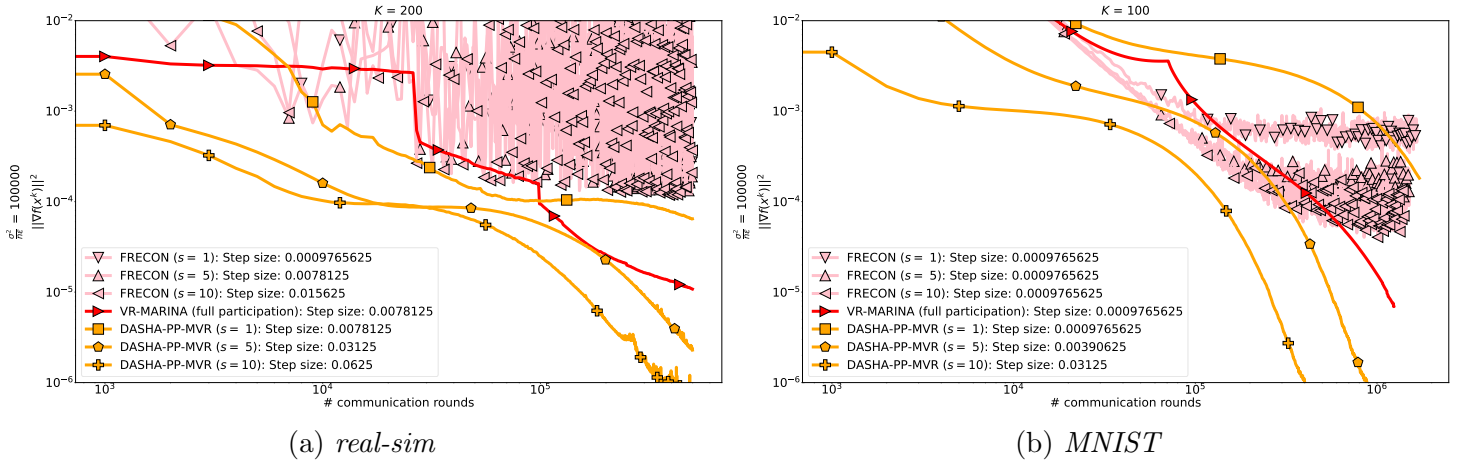 K = 200
10⁻²
10⁻³
10⁻⁴
10⁻⁵
10⁻⁶
σ²/nε = 100000
||∇f(xᵏ)||²
FRECON (s = 1): Step size: 0.0009765625
FRECON (s = 5): Step size: 0.0078125
FRECON (s = 10): Step size: 0.015625
VR-MARINA (full participation): Step size: 0.0078125
DASHA-PP-MVR (s = 1): Step size: 0.0078125
DASHA-PP-MVR (s = 5): Step size: 0.03125
DASHA-PP-MVR (s = 10): Step size: 0.0625
10³ 10⁴ 10⁵
# communication rounds
(a) real-sim
K = 100
10⁻²
10⁻³
10⁻⁴
10⁻⁵
10⁻⁶
σ²/nε = 100000
||∇f(xᵏ)||²
FRECON (s = 1): Step size: 0.0009765625
FRECON (s = 5): Step size: 0.0009765625
FRECON (s = 10): Step size: 0.0009765625
VR-MARINA (full participation): Step size: 0.0009765625
DASHA-PP-MVR (s = 1): Step size: 0.0009765625
DASHA-PP-MVR (s = 5): Step size: 0.00390625
DASHA-PP-MVR (s = 10): Step size: 0.03125
10⁴ 10⁵ 10⁶
# communication rounds
(b) MNIST